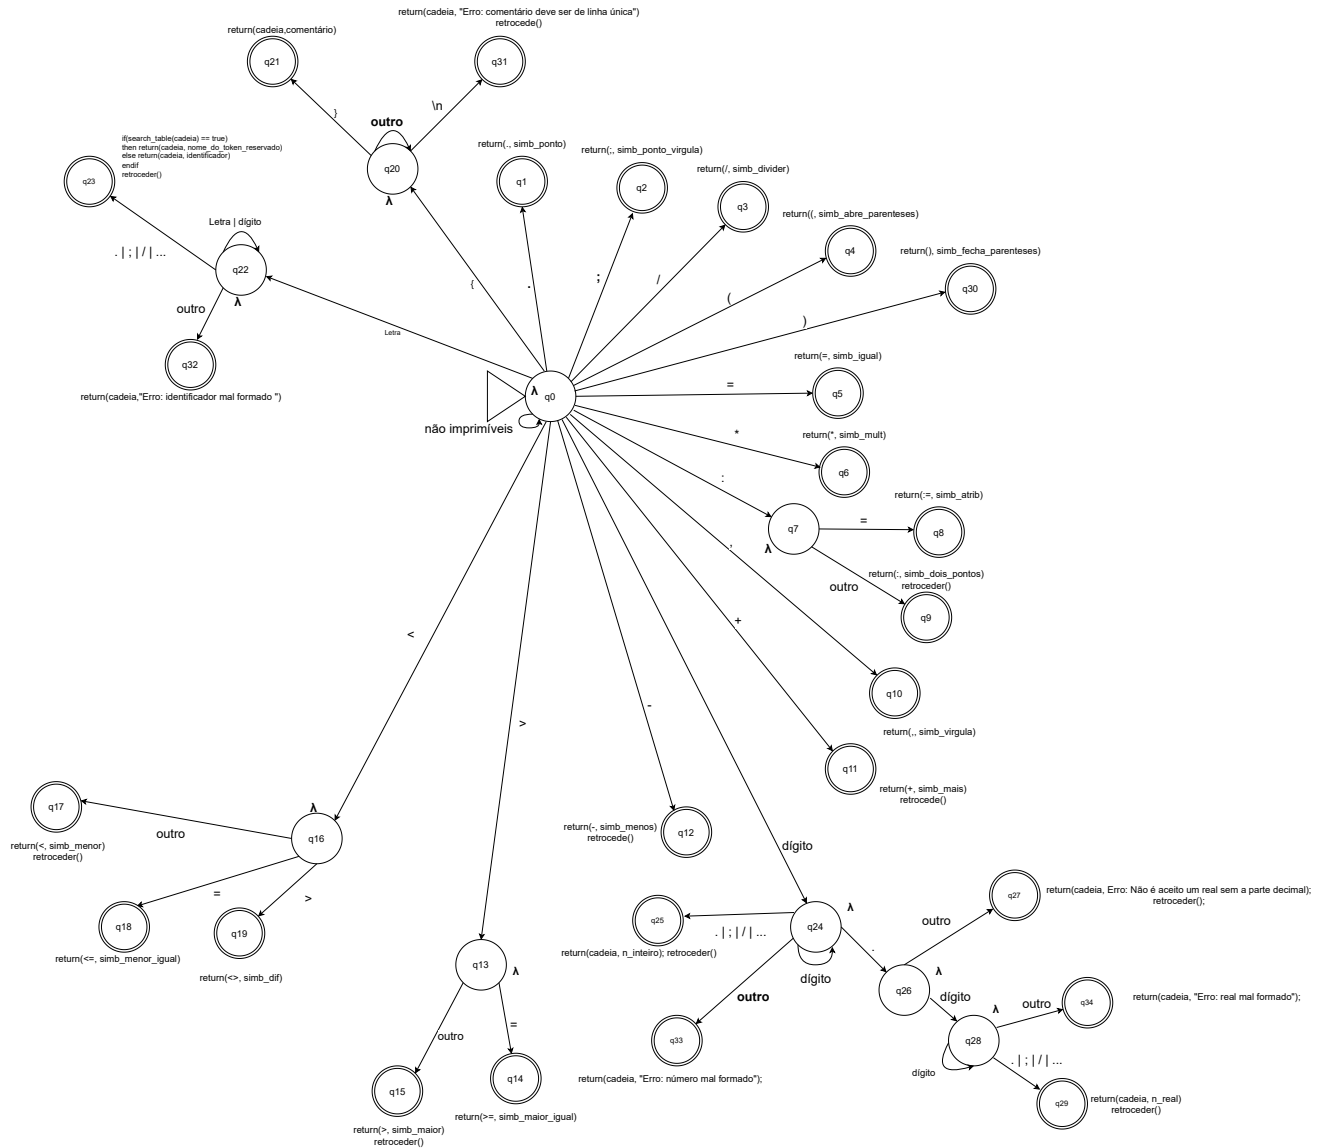 return(cadeia, "Erro: comentário deve ser de linha única")
retrocede()
return(cadeia,comentário)
q21
q31
}
\n
outro
q20
λ
if(search_table(cadeia) == true)
then return(cadeia, nome_do_token_reservado)
else return(cadeia, identificador)
endif
retroceder()
q23
return(., simb_ponto)
q1
return(;, simb_ponto_virgula)
q2
return(/, simb_divider)
q3
return((, simb_abre_parenteses)
q4
return(), simb_fecha_parenteses)
q30
Letra | dígito
. | ; | / | ...
q22
λ
outro
q32
return(cadeia,"Erro: identificador mal formado ")
Letra
{
.
;
/
(
)
λ
q0
não imprimíveis
=
return(=, simb_igual)
q5
*
return(*, simb_mult)
q6
:
q7
λ
=
return(:=, simb_atrib)
q8
outro
return(:, simb_dois_pontos)
retroceder()
q9
,
q10
return(,, simb_virgula)
+
q11
return(+, simb_mais)
retrocede()
-
return(-, simb_menos)
retrocede()
q12
<
>
dígito
λ
q16
outro
q17
return(<, simb_menor)
retroceder()
=
q18
return(<=, simb_menor_igual)
>
q19
return(<>, simb_dif)
q13
λ
outro
q15
return(>, simb_maior)
retroceder()
=
q14
return(>=, simb_maior_igual)
q24
λ
dígito
. | ; | / | ...
q25
return(cadeia, n_inteiro); retroceder()
outro
q33
return(cadeia, "Erro: número mal formado");
.
q26
λ
outro
q27
return(cadeia, Erro: Não é aceito um real sem a parte decimal);
retroceder();
dígito
q28
λ
dígito
outro
q34
return(cadeia, "Erro: real mal formado");
. | ; | / | ...
q29
return(cadeia, n_real)
retroceder()